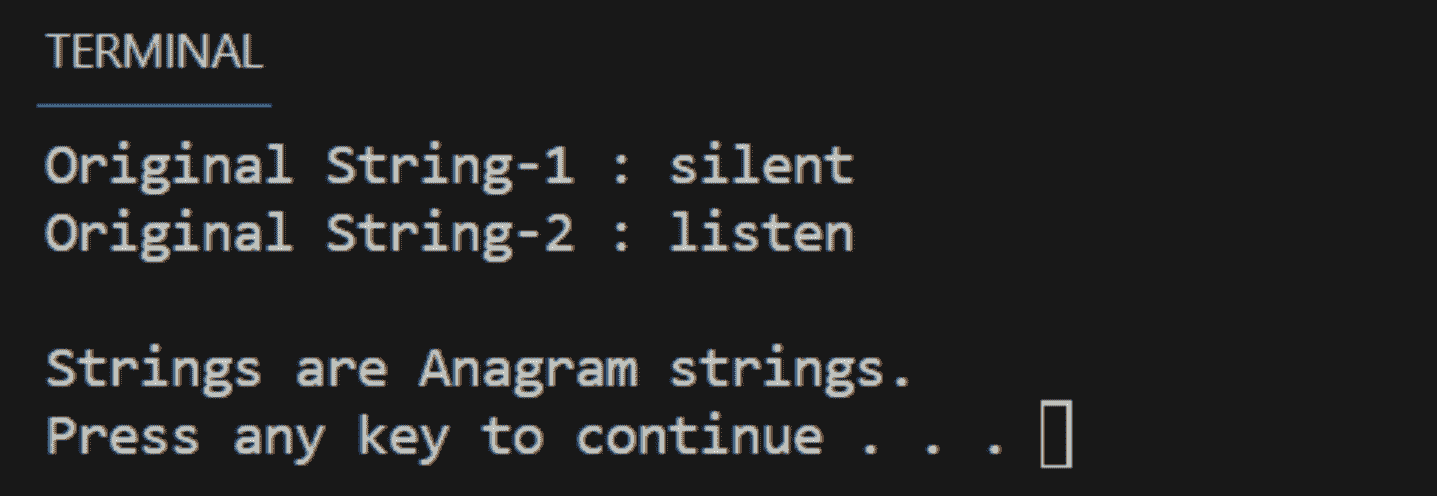 TERMINAL
Original String-1 : silent
Original String-2 : listen
Strings are Anagram strings.
Press any key to continue . . .